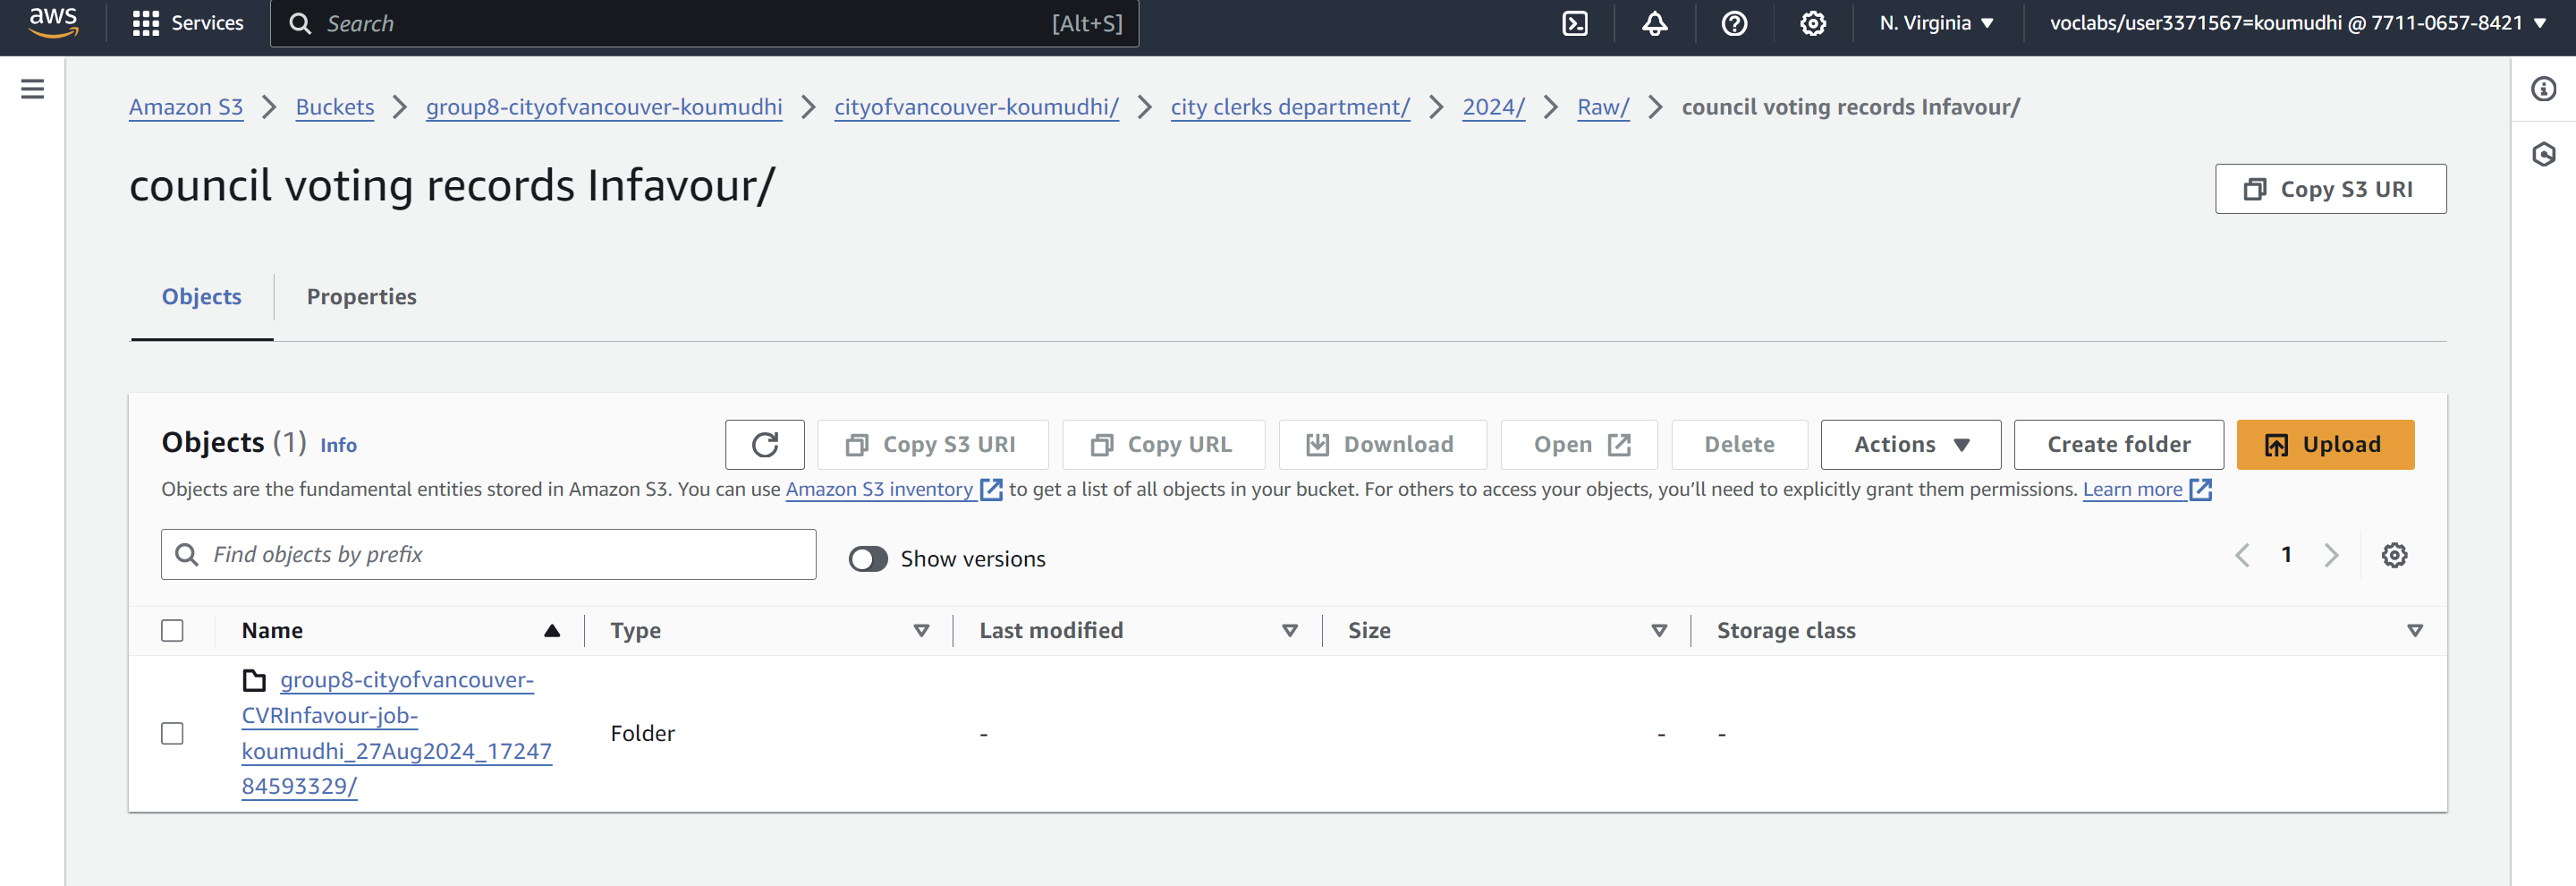 aws
Services
Search
[Alt+S]
N. Virginia
voclabs/user3371567=koumudhi @ 7711-0657-8421
Amazon S3 > Buckets > group8-cityofvancouver-koumudhi > cityofvancouver-koumudhi/ > city clerks department/ > 2024/ > Raw/ > council voting records Infavour/
council voting records Infavour/
Copy S3 URI
Objects
Properties
Objects (1) Info
Copy S3 URI
Copy URL
Download
Open
Delete
Actions
Create folder
Upload
Objects are the fundamental entities stored in Amazon S3. You can use Amazon S3 inventory to get a list of all objects in your bucket. For others to access your objects, you’ll need to explicitly grant them permissions. Learn more
Find objects by prefix
Show versions
1
Name
Type
Last modified
Size
Storage class
group8-cityofvancouver-
CVRInfavour-job-
koumudhi_27Aug2024_17247
84593329/
Folder
-
-
-